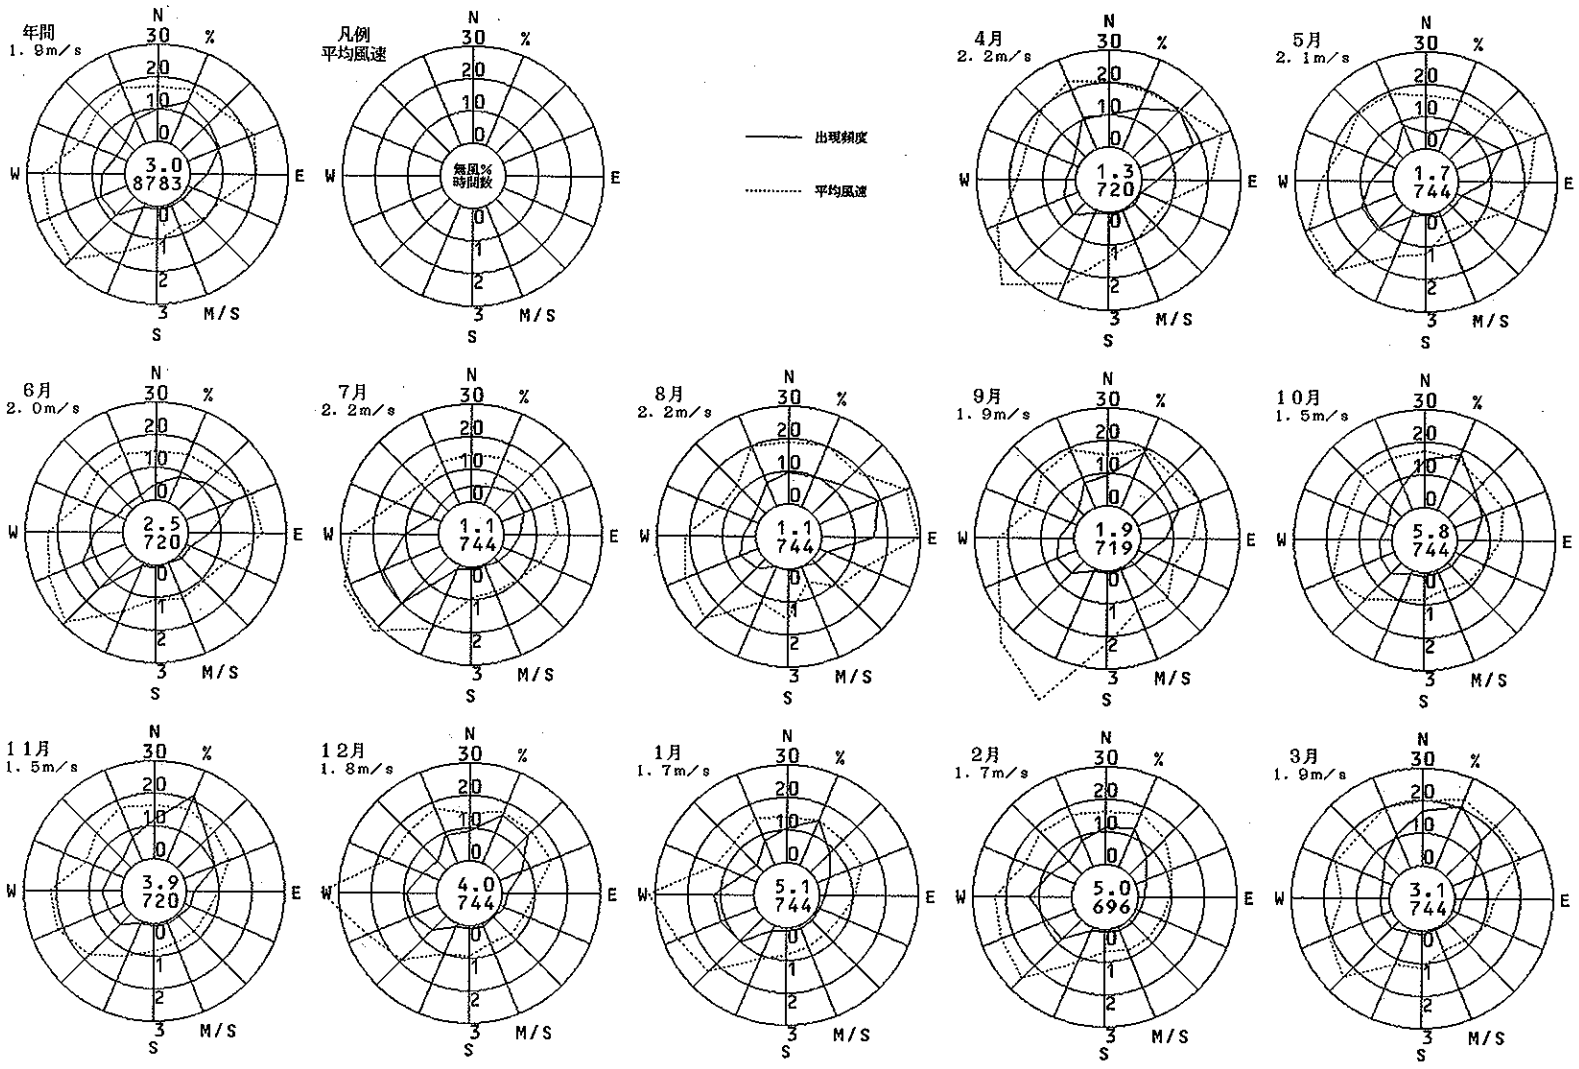 年間
1.9m/s
N
30 %
20
10
0
W
3.0
8783
E
0
1
2
3 M/S
S
凡例
平均風速
N
30 %
20
10
0
W
無風%
時間数
E
0
1
2
3 M/S
S
出現頻度
平均風速
4月
2.2m/s
N
30 %
20
10
0
W
1.3
720
E
0
1
2
3 M/S
S
5月
2.1m/s
N
30 %
20
10
0
W
1.7
744
E
0
1
2
3 M/S
S
6月
2.0m/s
N
30 %
20
10
0
W
2.5
720
E
0
1
2
3 M/S
S
7月
2.2m/s
N
30 %
20
10
0
W
1.1
744
E
0
1
2
3 M/S
S
8月
2.2m/s
N
30 %
20
10
0
W
1.1
744
E
0
1
2
3 M/S
S
9月
1.9m/s
N
30 %
20
10
0
W
1.9
719
E
0
1
2
3 M/S
S
10月
1.5m/s
N
30 %
20
10
0
W
5.8
744
E
0
1
2
3 M/S
S
11月
1.5m/s
N
30 %
20
10
0
W
3.9
720
E
0
1
2
3 M/S
S
12月
1.8m/s
N
30 %
20
10
0
W
4.0
744
E
0
1
2
3 M/S
S
1月
1.7m/s
N
30 %
20
10
0
W
5.1
744
E
0
1
2
3 M/S
S
2月
1.7m/s
N
30 %
20
10
0
W
5.0
696
E
0
1
2
3 M/S
S
3月
1.9m/s
N
30 %
20
10
0
W
3.1
744
E
0
1
2
3 M/S
S